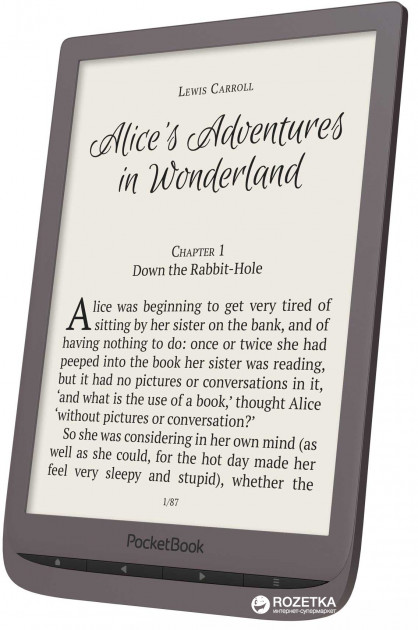 Lewis Carroll
Alice's Adventures
in Wonderland
Chapter 1
Down the Rabbit-Hole
Alice was beginning to get very tired of
sitting by her sister on the bank, and of
having nothing to do: once or twice she had
peeped into the book her sister was reading,
but it had no pictures or conversations in it,
‘and what is the use of a book,’ thought Alice
‘without pictures or conversation?’
So she was considering in her own mind (as
well as she could, for the hot day made her
feel very sleepy and stupid), whether the
1/87
PocketBook
ROZETKA
интернет-супермаркет